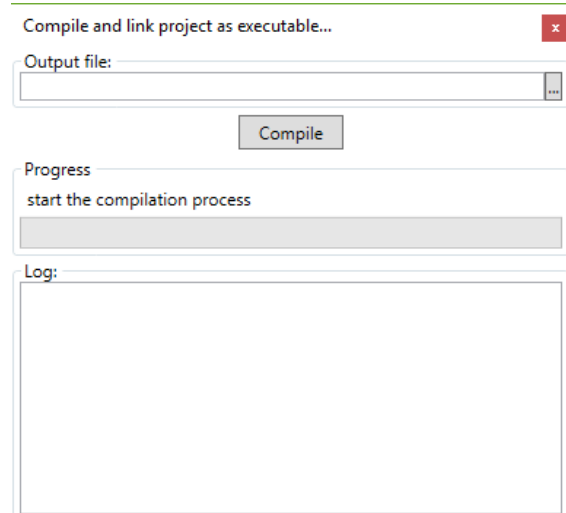 Compile and link project as executable...
x
Output file:
...
Compile
Progress
start the compilation process
Log: